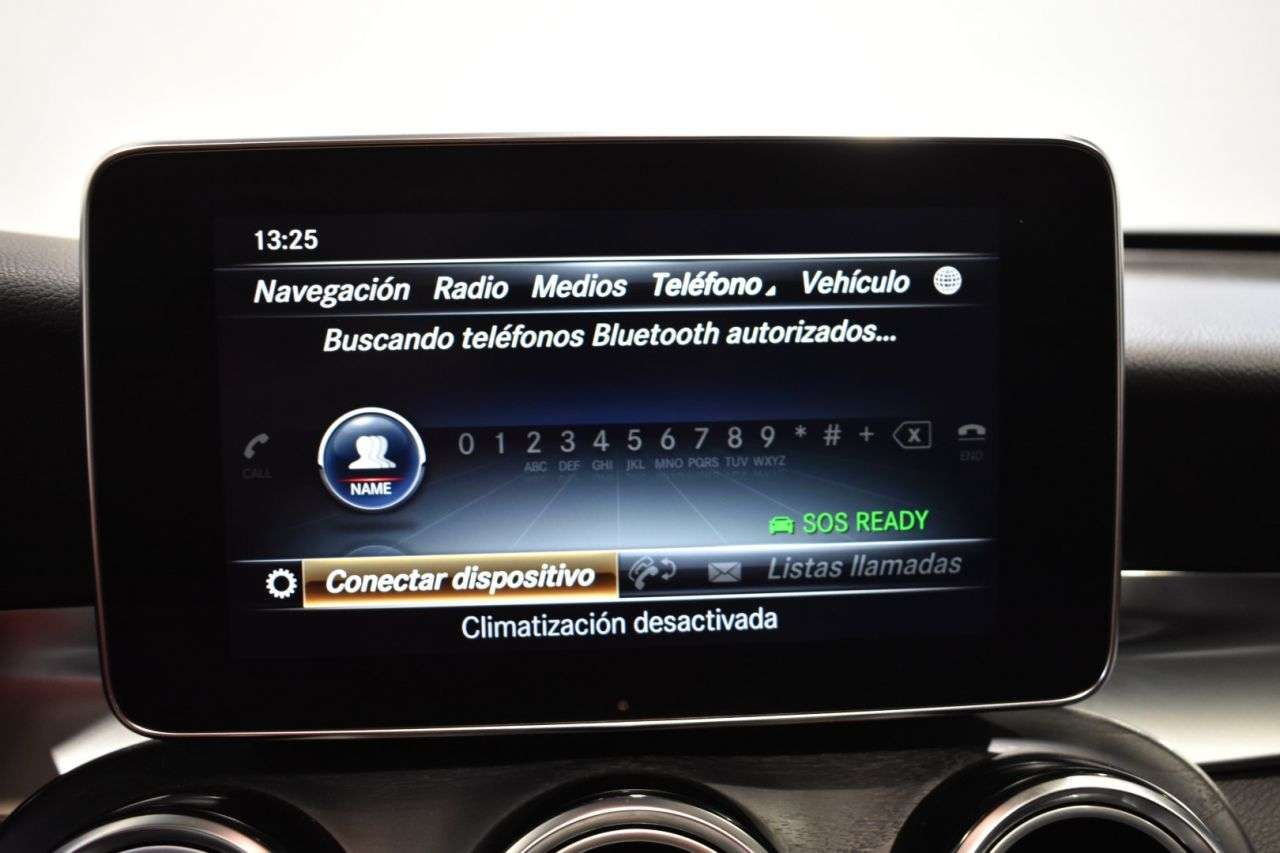 13:25
Navegación Radio Medios Teléfono Vehículo
Buscando teléfonos Bluetooth autorizados...
0 1 2 3 4 5 6 7 8 9 * # +
CALL ABC DEF GHI JKL MNO PQRS TUV WXYZ END
NAME
SOS READY
Conectar dispositivo Listas llamadas
Climatización desactivada